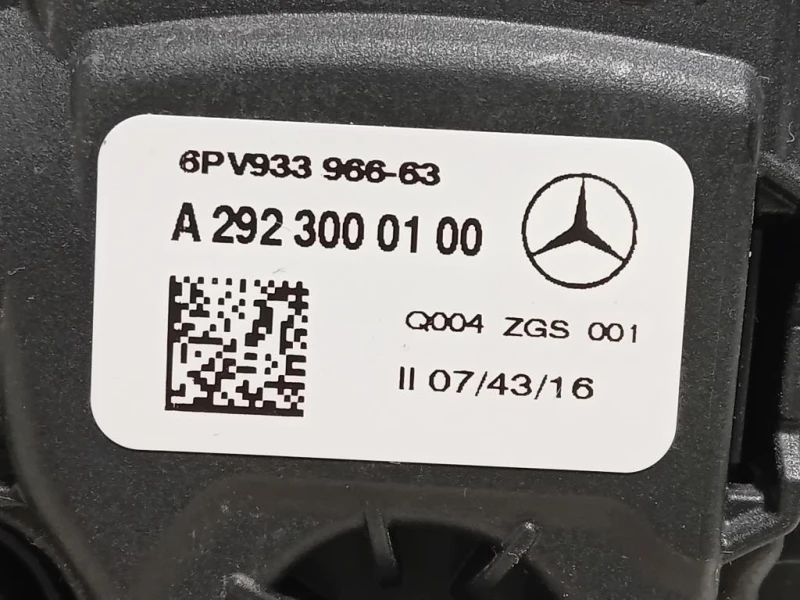 6PV933 966-63
A 292 300 01 00
Q004 ZGS 001
II 07/43/16